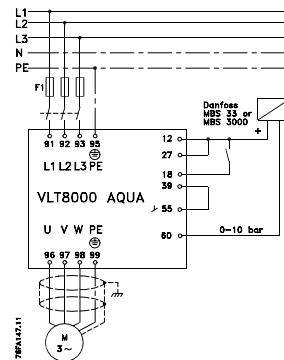 L1
L2
L3
N
PE
F1
Danfoss
MBS 33 or
MBS 3000
+
91 92 93 95
12
27
18
39
55
60
L1 L2 L3 PE
VLT8000 AQUA
0-10 bar
U V W PE
96 97 98 99
M
3~
76FA147.11